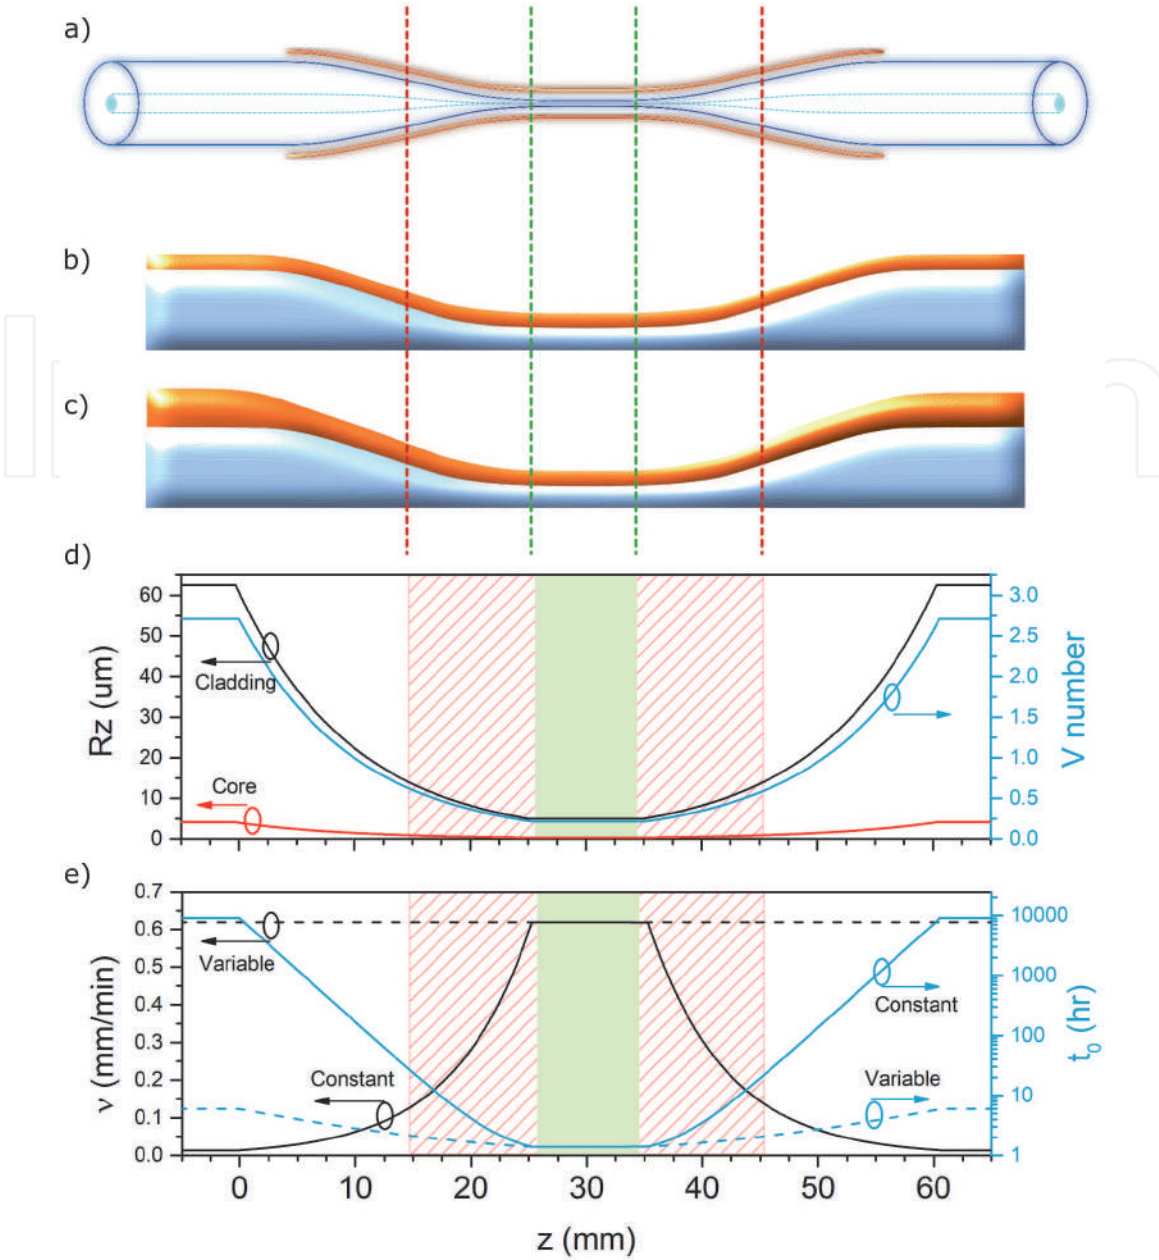 a)
b)
c)
d)
60
50
40
30
20
10
0
Rz (um)
Cladding
Core
3.0
2.5
2.0
1.5
1.0
0.5
0.0
V number
e)
0.7
0.6
0.5
0.4
0.3
0.2
0.1
0.0
ν (mm/min)
Variable
Constant
Constant
Variable
10000
1000
100
10
1
t₀ (hr)
0 10 20 30 40 50 60
z (mm)